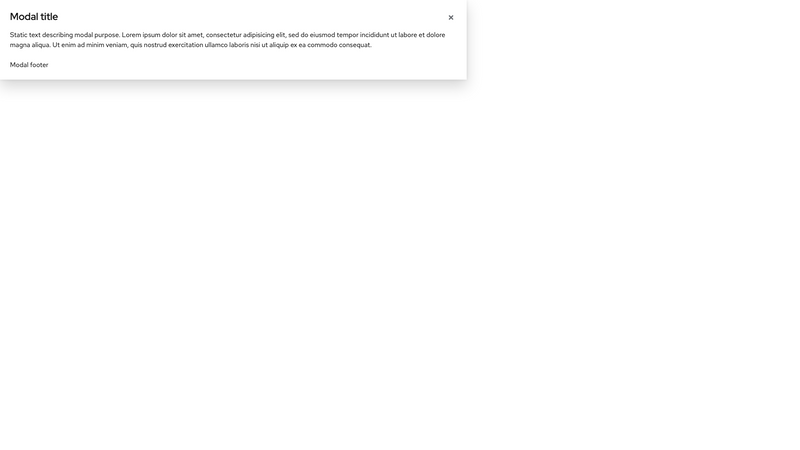 Modal title
Static text describing modal purpose. Lorem ipsum dolor sit amet, consectetur adipisicing elit, sed do eiusmod tempor incididunt ut labore et dolore
magna aliqua. Ut enim ad minim veniam, quis nostrud exercitation ullamco laboris nisi ut aliquip ex ea commodo consequat.
Modal footer